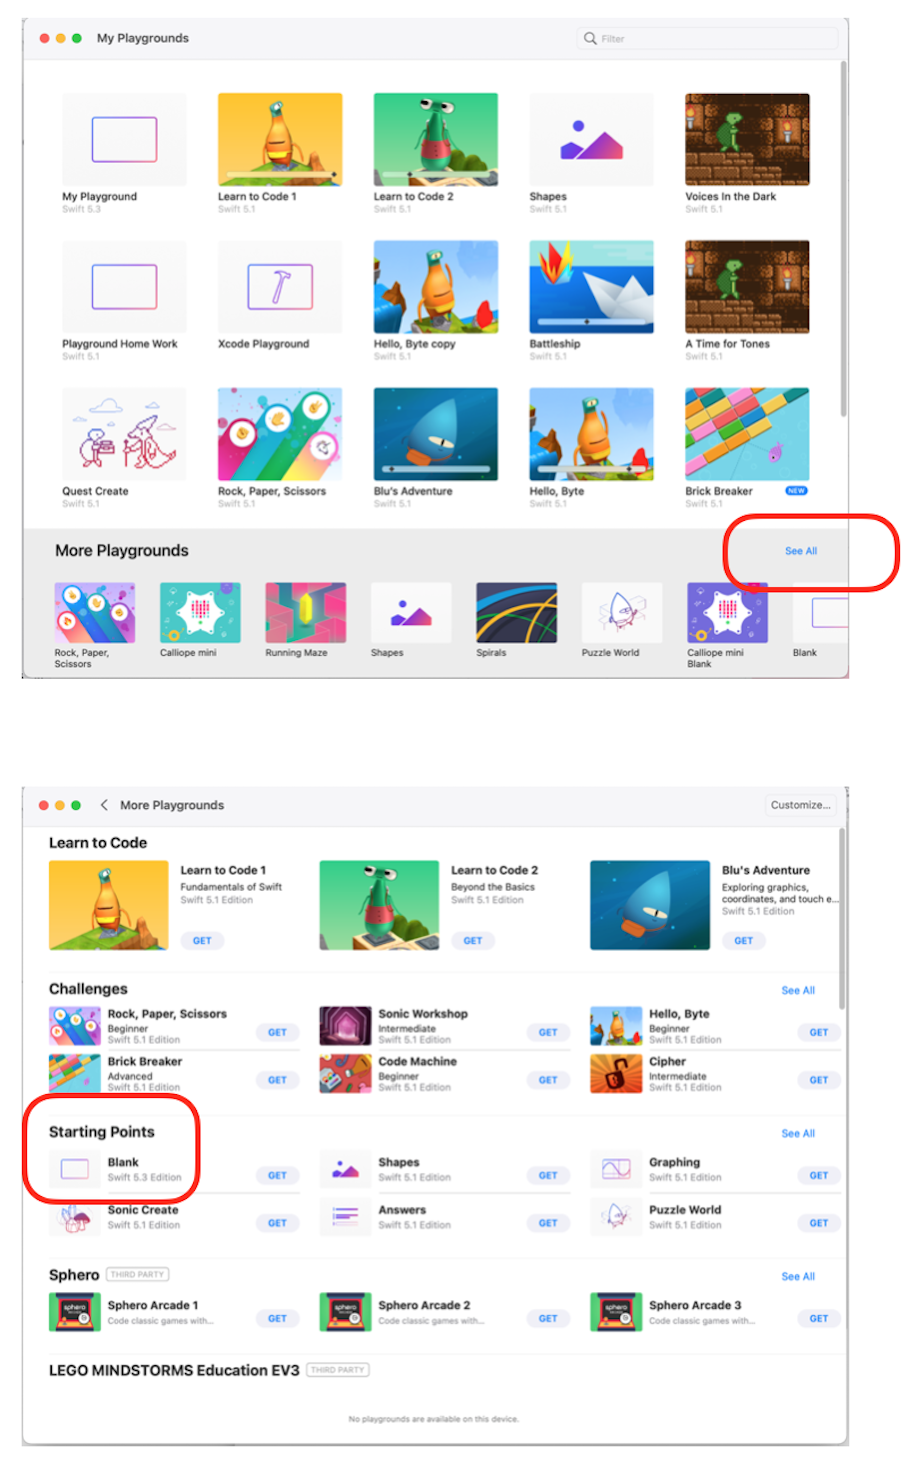 My Playgrounds
Filter
My Playground
Swift 5.3
Learn to Code 1
Swift 5.1
Learn to Code 2
Swift 5.1
Shapes
Swift 5.1
Voices In the Dark
Swift 5.1
Playground Home Work
Swift 5.1
Xcode Playground
Hello, Byte copy
Swift 5.1
Battleship
Swift 5.1
A Time for Tones
Swift 5.1
Quest Create
Swift 5.1
Rock, Paper, Scissors
Swift 5.1
Blu's Adventure
Swift 5.1
Hello, Byte
Swift 5.1
Brick Breaker
NEW
Swift 5.1
More Playgrounds
See All
Rock, Paper,
Scissors
Calliope mini
Running Maze
Shapes
Spirals
Puzzle World
Calliope mini
Blank
Blank
More Playgrounds
Customize...
Learn to Code
Learn to Code 1
Fundamentals of Swift
Swift 5.1 Edition
GET
Learn to Code 2
Beyond the Basics
Swift 5.1 Edition
GET
Blu's Adventure
Exploring graphics,
coordinates, and touch e...
Swift 5.1 Edition
GET
Challenges
See All
Rock, Paper, Scissors
Beginner
Swift 5.1 Edition
GET
Sonic Workshop
Intermediate
Swift 5.1 Edition
GET
Hello, Byte
Beginner
Swift 5.1 Edition
GET
Brick Breaker
Advanced
Swift 5.1 Edition
GET
Code Machine
Beginner
Swift 5.1 Edition
GET
Cipher
Intermediate
Swift 5.1 Edition
GET
Starting Points
See All
Blank
Swift 5.3 Edition
GET
Shapes
Swift 5.1 Edition
GET
Graphing
Swift 5.1 Edition
GET
Sonic Create
Swift 5.1 Edition
GET
Answers
Swift 5.1 Edition
GET
Puzzle World
Swift 5.1 Edition
GET
Sphero THIRD PARTY
See All
sphero
Sphero Arcade 1
Code classic games with...
GET
sphero
Sphero Arcade 2
Code classic games with...
GET
sphero
Sphero Arcade 3
Code classic games with...
GET
LEGO MINDSTORMS Education EV3 THIRD PARTY
No playgrounds are available on this device.